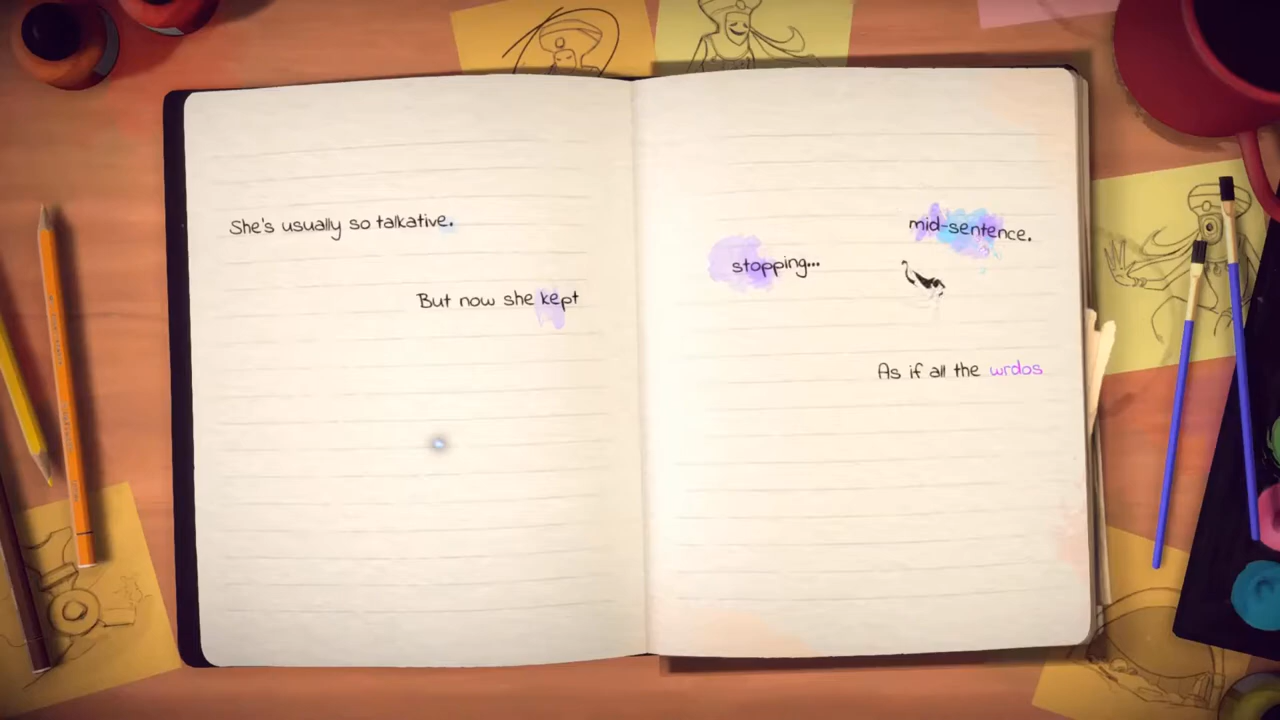 She's usually so talkative.
But now she kept
stopping...
mid-sentence.
As if all the wrdos